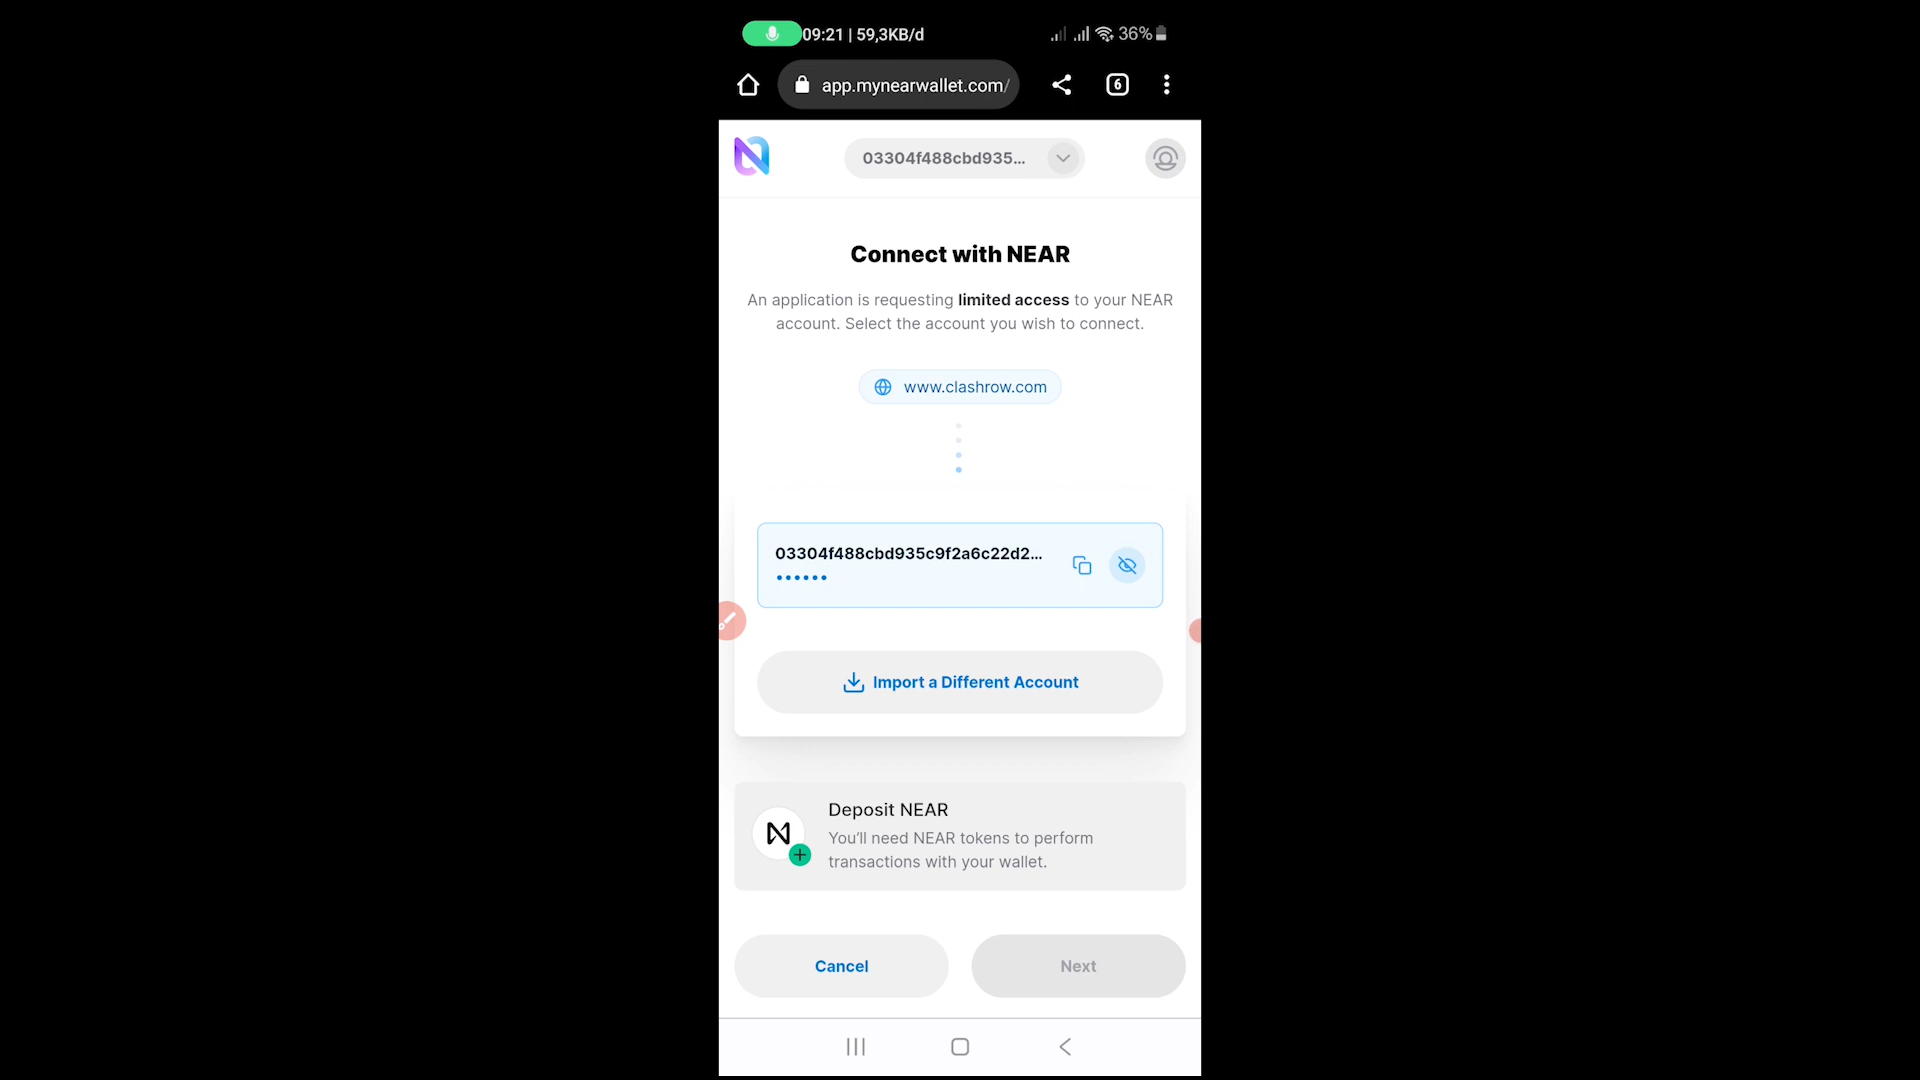 09:21 | 59,3KB/d
36%
app.mynearwallet.com/
6
03304f488cbd935...
Connect with NEAR
An application is requesting limited access to your NEAR
account. Select the account you wish to connect.
www.clashrow.com
03304f488cbd935c9f2a6c22d2...
••••••
Import a Different Account
Deposit NEAR
You’ll need NEAR tokens to perform
transactions with your wallet.
Cancel
Next